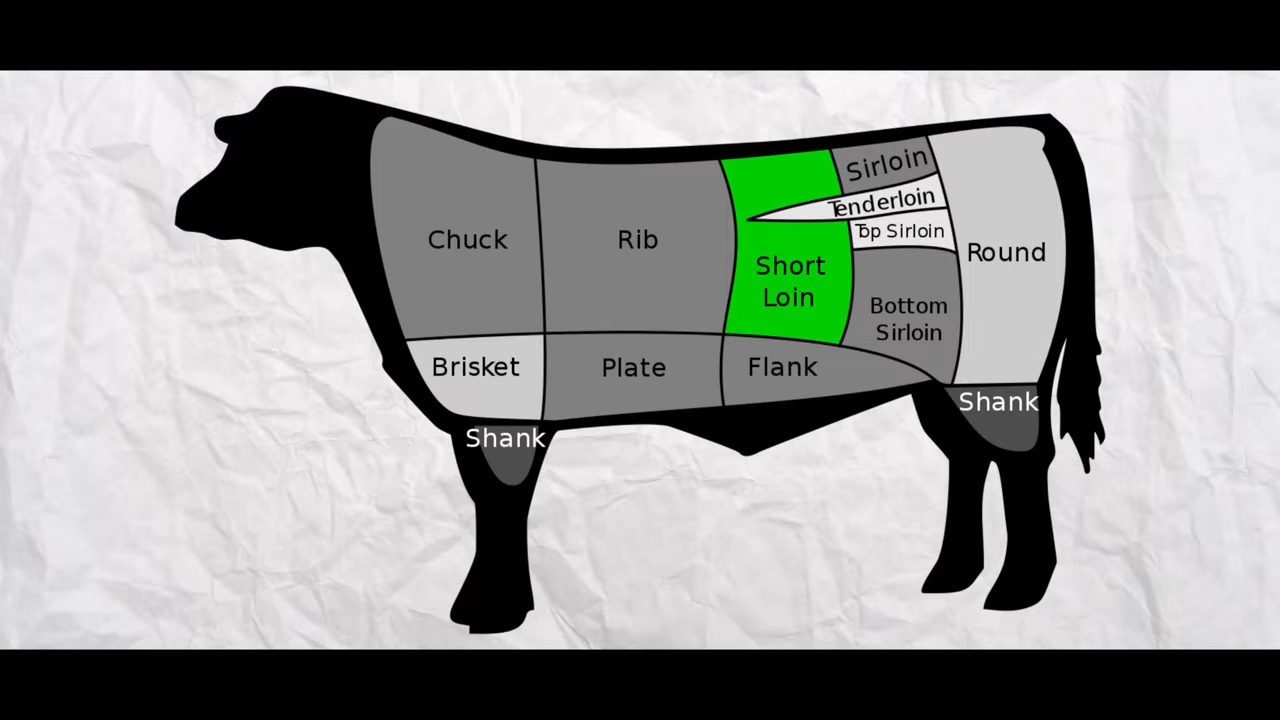 Chuck
Rib
Short
Loin
Sirloin
Tenderloin
Top Sirloin
Bottom
Sirloin
Round
Brisket
Plate
Flank
Shank
Shank